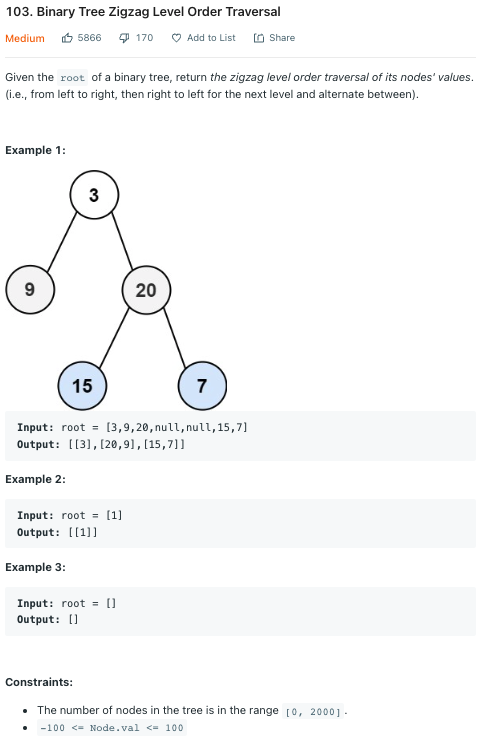 103. Binary Tree Zigzag Level Order Traversal
Medium 5866 170 Add to List Share
Given the root of a binary tree, return the zigzag level order traversal of its nodes' values.
(i.e., from left to right, then right to left for the next level and alternate between).
Example 1:
3
9 20
15 7
Input: root = [3,9,20,null,null,15,7]
Output: [[3],[20,9],[15,7]]
Example 2:
Input: root = [1]
Output: [[1]]
Example 3:
Input: root = []
Output: []
Constraints:
• The number of nodes in the tree is in the range [0, 2000].
• -100 <= Node.val <= 100